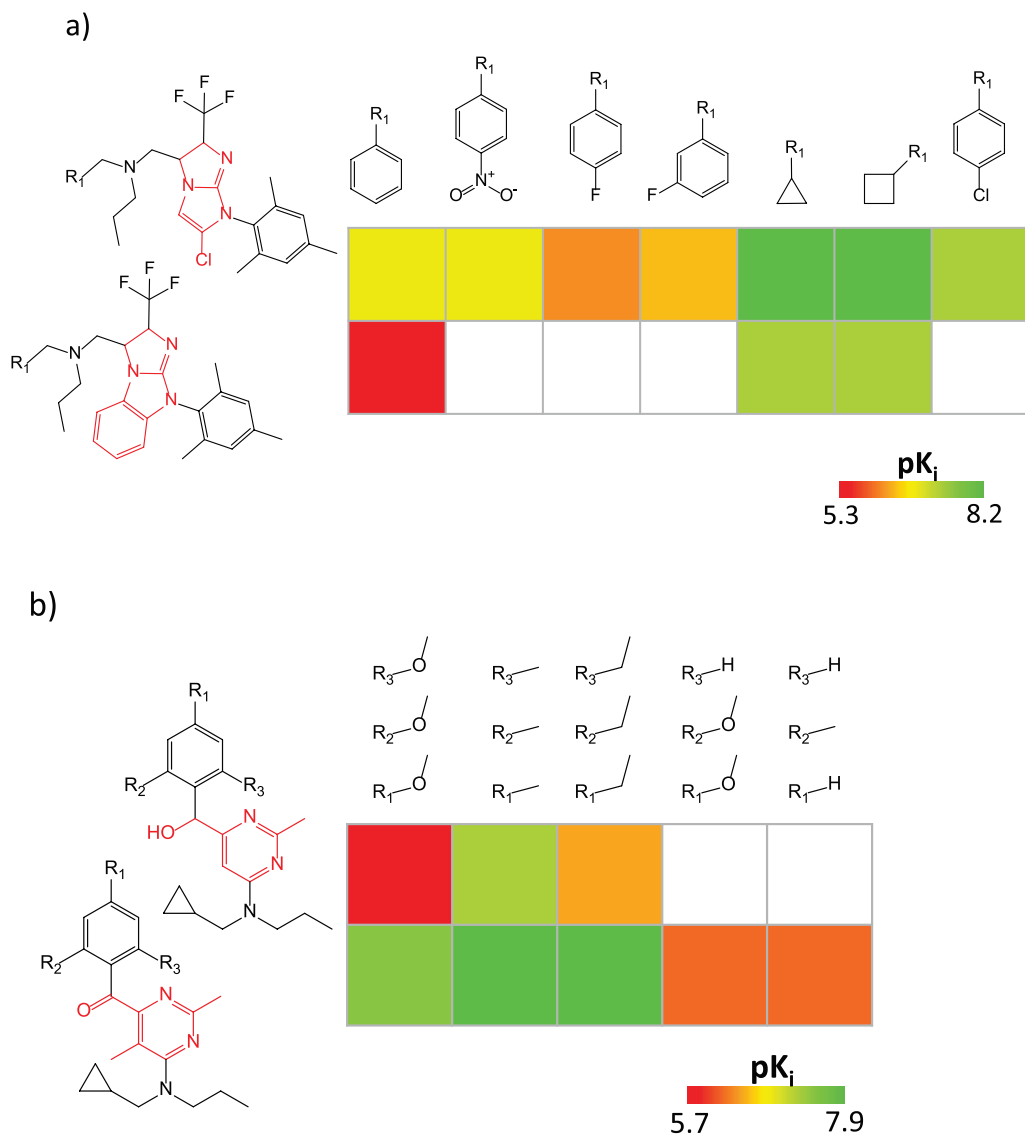 a)
R1
R1
R1
R1
R1
R1
R1
F
F
F
N
R1
N
N
N
Cl
N+
O
O-
F
F
Cl
F
F
F
N
R1
N
N
N
pKi
5.3
8.2
b)
R3 O
R3
R3
R3 H
R3 H
R2 O
R2
R2
R2 O
R2
R1 O
R1
R1
R1 O
R1 H
R1
R2
R3
HO
N
N
N
R1
R2
R3
O
N
N
N
pKi
5.7
7.9